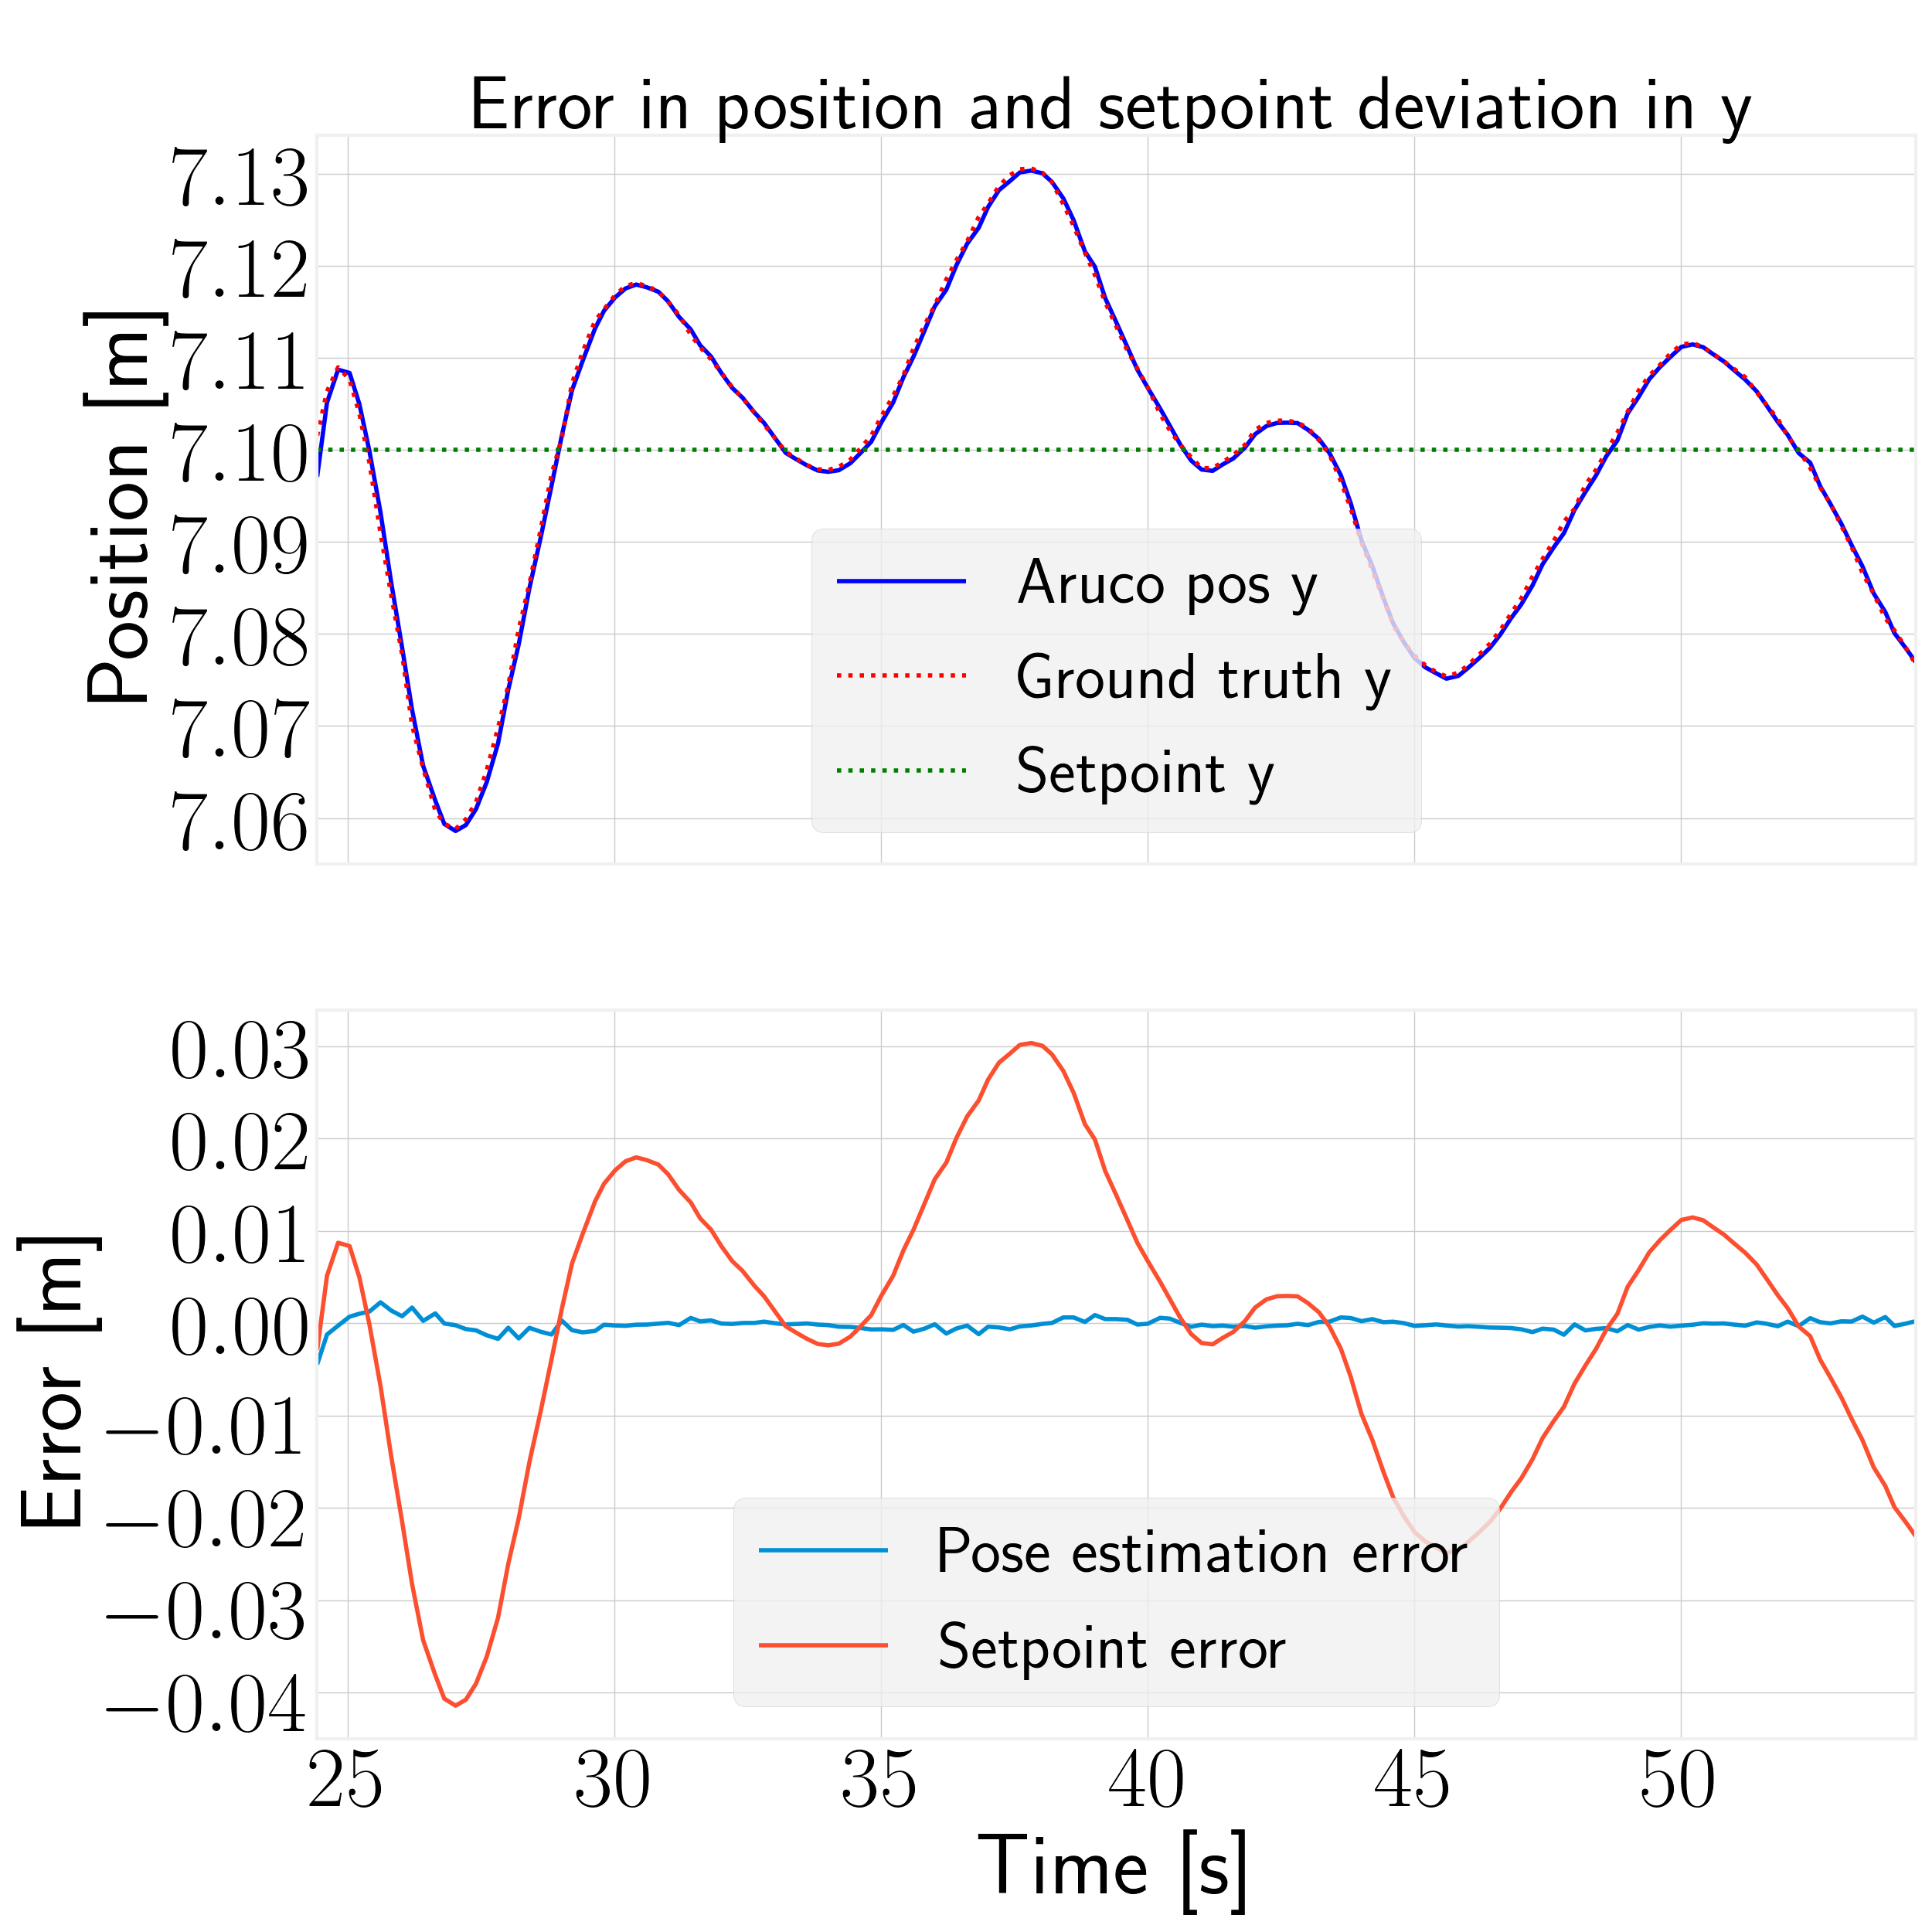 Error in position and setpoint deviation in y
Position [m]
7.13
7.12
7.11
7.10
7.09
7.08
7.07
7.06
Aruco pos y
Ground truth y
Setpoint y
Error [m]
0.03
0.02
0.01
0.00
−0.01
−0.02
−0.03
−0.04
Pose estimation error
Setpoint error
25 30 35 40 45 50
Time [s]